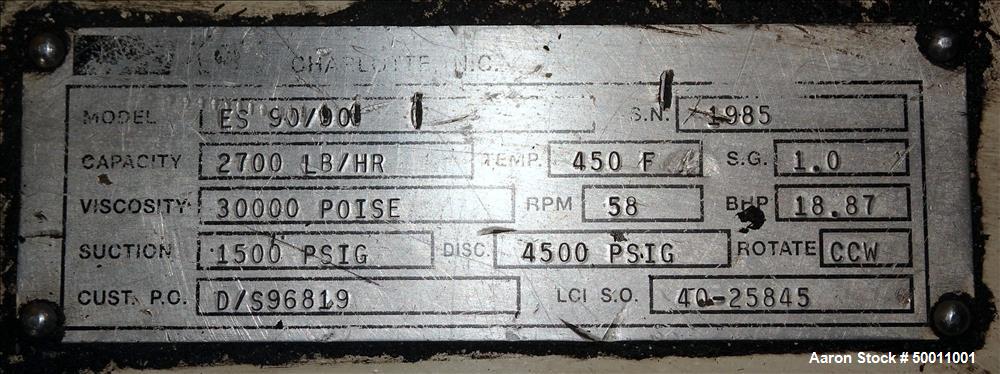 CHARLOTTE, N.C.
MODEL ES 90/90 S.N. 1985
CAPACITY 2700 LB/HR TEMP. 450 F S.G. 1.0
VISCOSITY 30000 POISE RPM 58 BHP 18.87
SUCTION 1500 PSIG DISC. 4500 PSIG ROTATE CCW
CUST. P.O. D/S96819 LCI S.O. 40-25845
Aaron Stock # 50011001